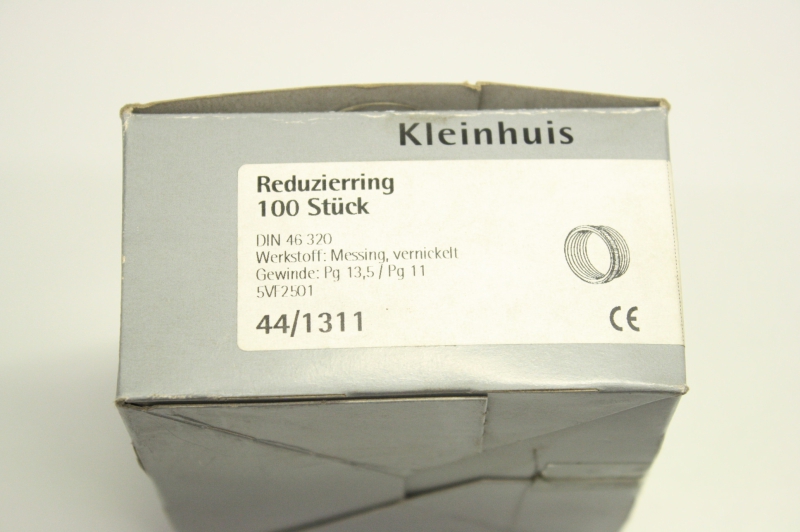 Kleinhuis
Reduzierring
100 Stück
DIN 46 320
Werkstoff: Messing, vernickelt
Gewinde: Pg 13,5 / Pg 11
5VF2501
44/1311
CE